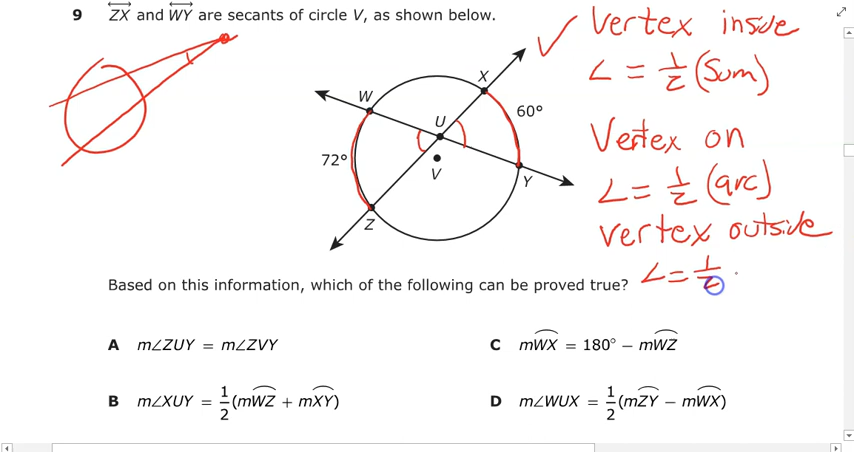 9 ZX and WY are secants of circle V, as shown below.
Vertex inside
∠ = 1/2 (Sum)
Vertex on
∠ = 1/2 (arc)
vertex outside
∠ = 1/2
X
W
U
60°
72°
V
Y
Z
Based on this information, which of the following can be proved true?
A m∠ZUY = m∠ZVY
C mWX = 180° − mWZ
B m∠XUY = 1/2(mWZ + mXY)
D m∠WUX = 1/2(mZY − mWX)